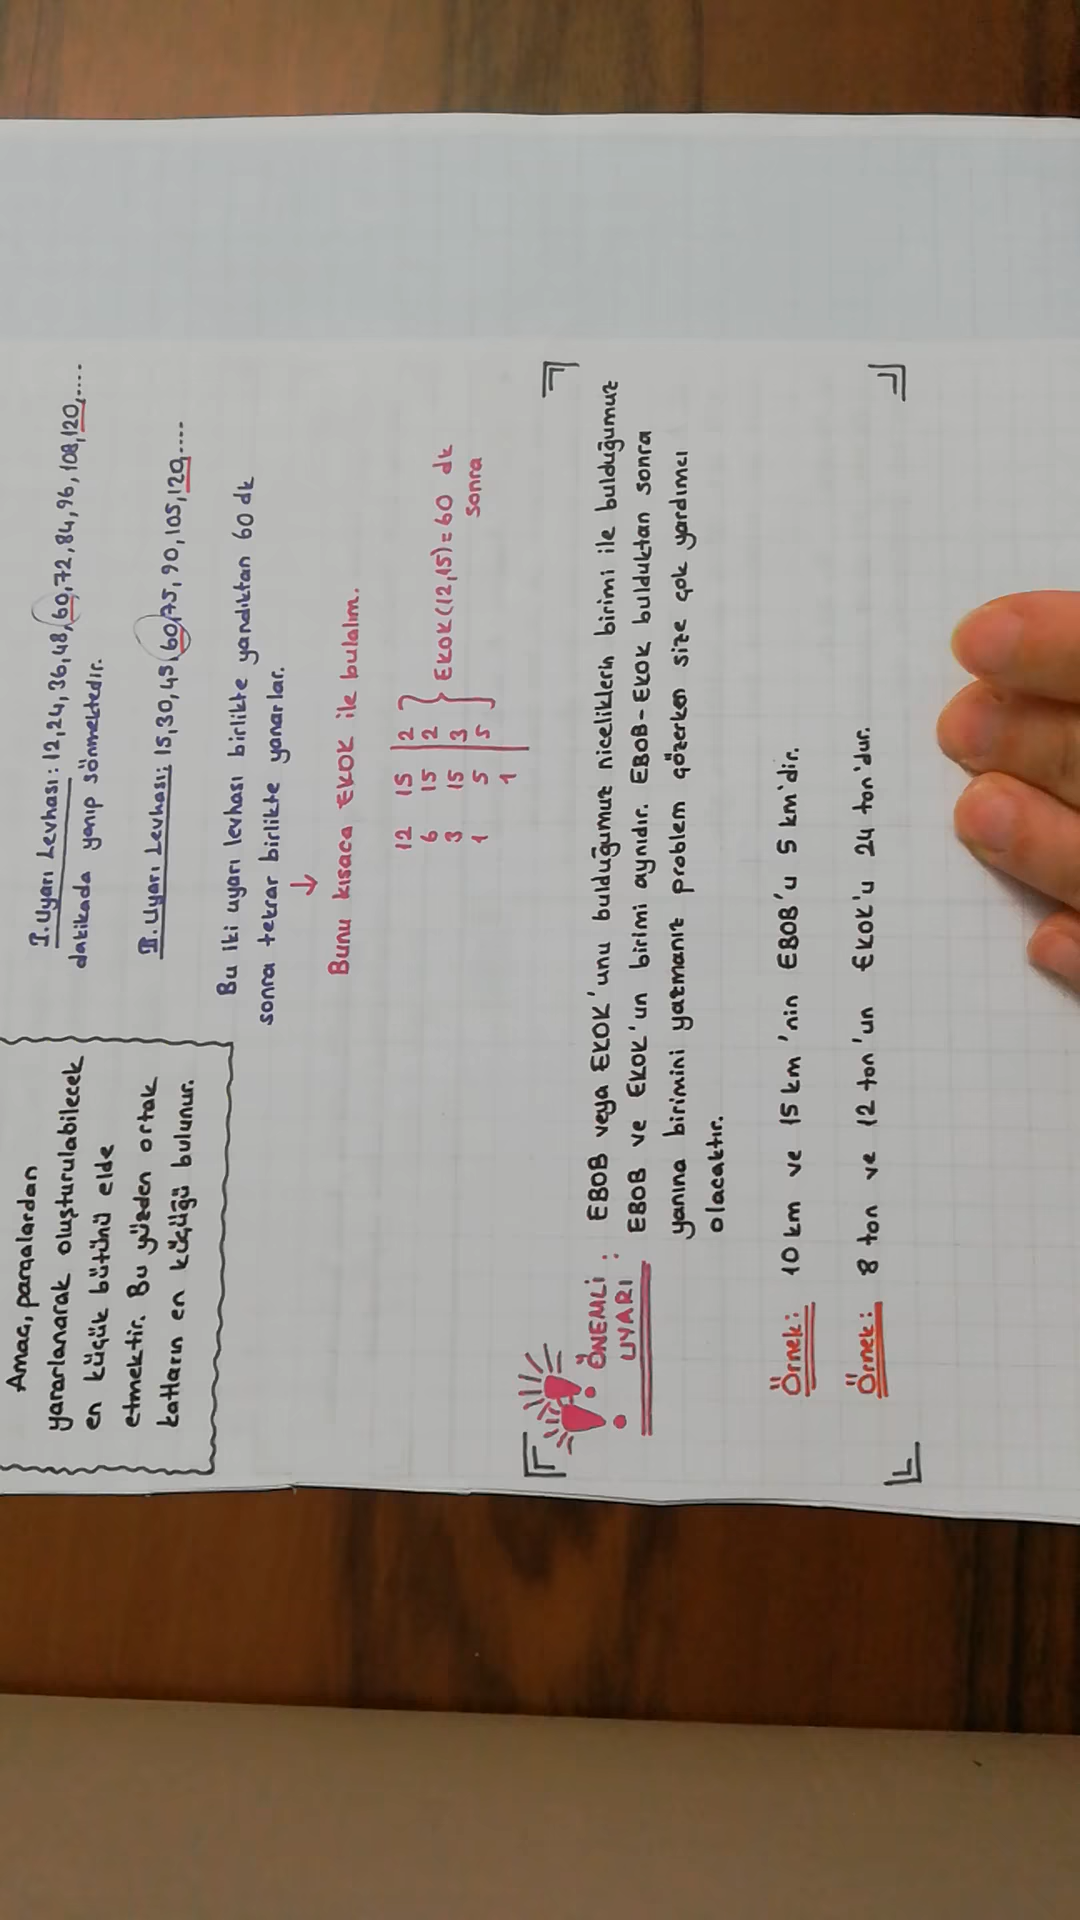 Amaç, parçalardan
yararlanarak oluşturulabilecek
en küçük bütünü elde
etmektir. Bu yüzden ortak
katların en küçüğü bulunur.
I. Uyarı Levhası: 12,24,36,48,60,72,84,96,108,120,....
dakikada yanıp sönmektedir.
II. Uyarı Levhası: 15,30,45,60,75,90,105,120,....
Bu iki uyarı levhası birlikte yandıktan 60 dk
sonra tekrar birlikte yanarlar.
↓
Bunu kısaca EKOK ile bulalım.
12 15 | 2
6 15 | 2
3 15 | 3
1 5 | 5
1
} EKOK(12,15)=60 dk
sonra
!! ÖNEMLİ UYARI : EBOB veya EKOK'unu bulduğumuz niceliklerin birimi ile bulduğumuz
EBOB ve EKOK'un birimi aynıdır. EBOB-EKOK bulduktan sonra
yanına birimini yazmanız problem çözerken size çok yardımcı
olacaktır.
Örnek: 10 km ve 15 km'nin EBOB'u 5 km'dir.
Örnek: 8 ton ve 12 ton'un EKOK'u 24 ton'dur.